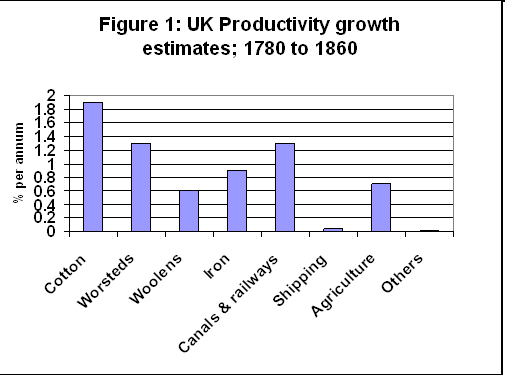 Figure 1: UK Productivity growth
estimates; 1780 to 1860
% per annum
2
1.8
1.6
1.4
1.2
1
0.8
0.6
0.4
0.2
0
Cotton
Worsteds
Woolens
Iron
Canals & railways
Shipping
Agriculture
Others